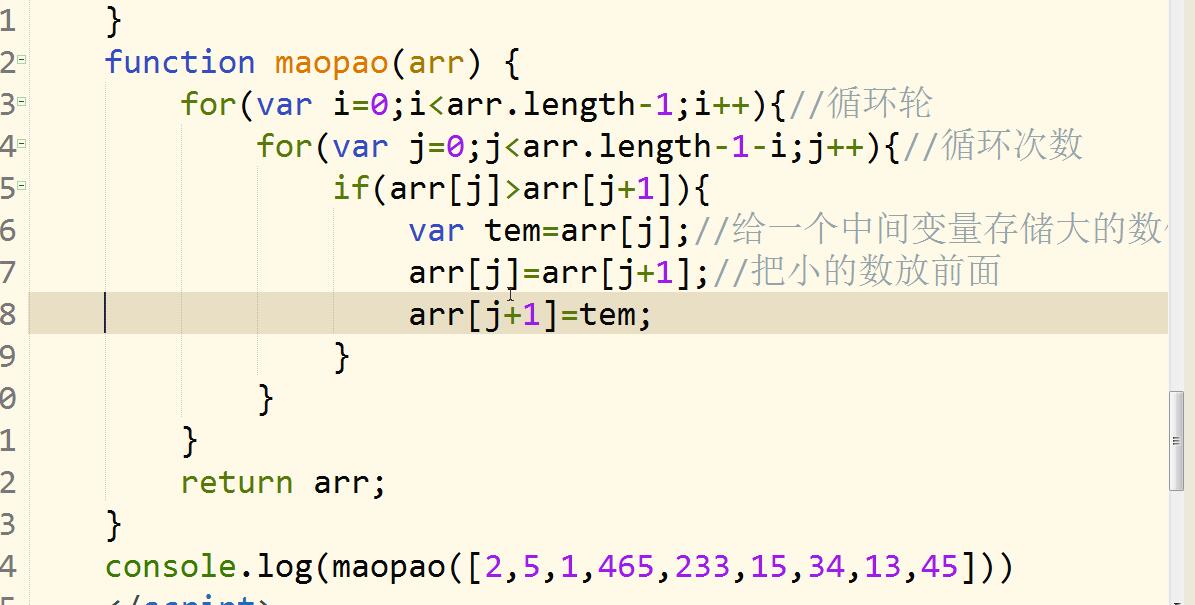 1 }
2 function maopao(arr) {
3 for(var i=0;i<arr.length-1;i++){//循环轮
4 for(var j=0;j<arr.length-1-i;j++){//循环次数
5 if(arr[j]>arr[j+1]){
6 var tem=arr[j];//给一个中间变量存储大的数
7 arr[j]=arr[j+1];//把小的数放前面
8 arr[j+1]=tem;
9 }
0 }
1 }
2 return arr;
3 }
4 console.log(maopao([2,5,1,465,233,15,34,13,45]))
5 </script>